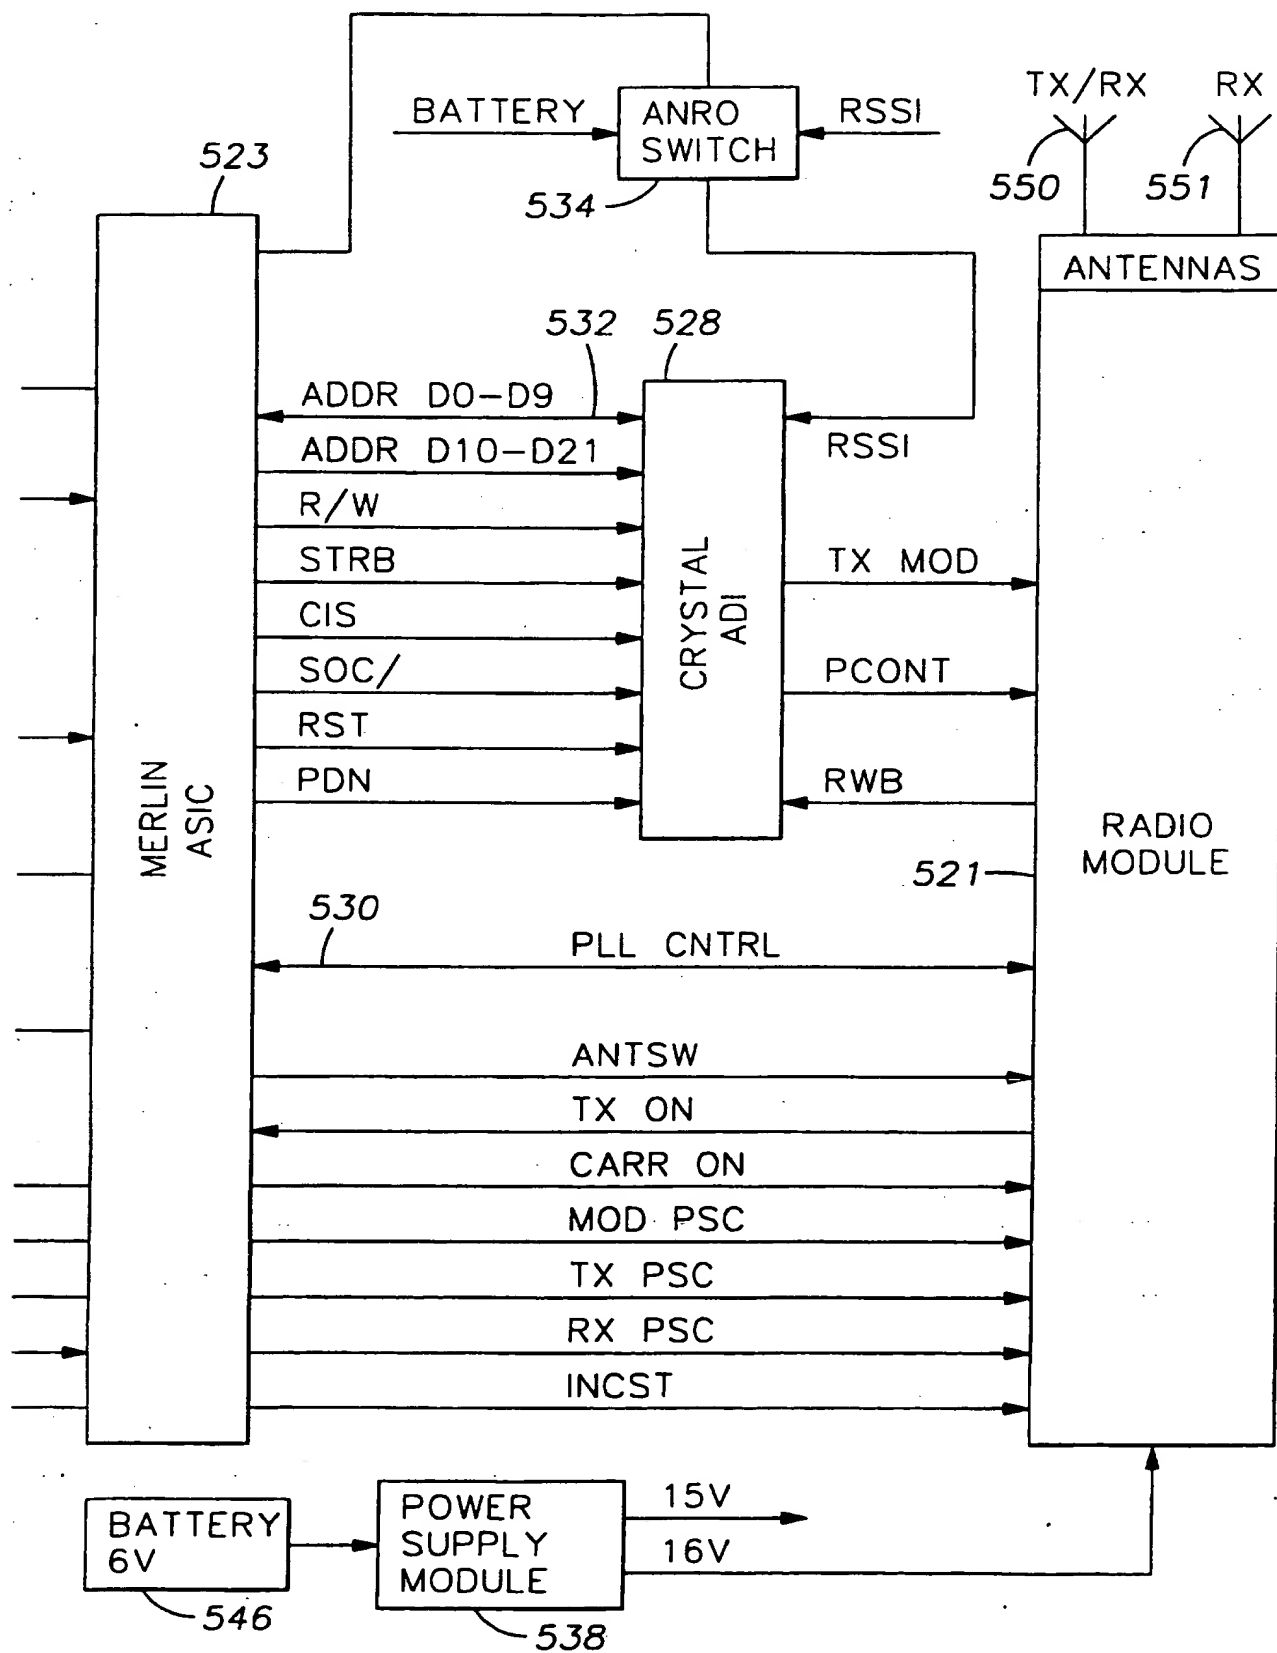 TX/RX
RX
BATTERY
ANRO
SWITCH
RSSI
523
534
550
551
ANTENNAS
532
528
ADDR D0-D9
RSSI
ADDR D10-D21
R/W
STRB
TX MOD
CIS
SOC/
PCONT
RST
PDN
RWB
CRYSTAL
ADI
MERLIN
ASIC
RADIO
MODULE
521
530
PLL CNTRL
ANTSW
TX ON
CARR ON
MOD PSC
TX PSC
RX PSC
INCST
BATTERY
6V
POWER
SUPPLY
MODULE
15V
16V
546
538